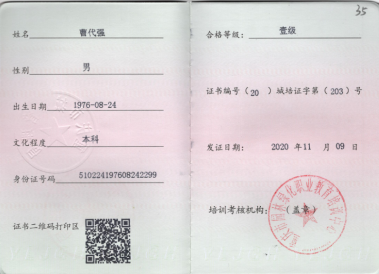 姓名 曹代强
性别 男
出生日期 1976-08-24
文化程度 本科
身份证号码 510224197608242299
证书二维码打印区
35
合格等级： 壹级
证书编号（20）城培证字第（203）号
发证日期： 2020 年 11 月 09 日
培训考核机构：（盖章）